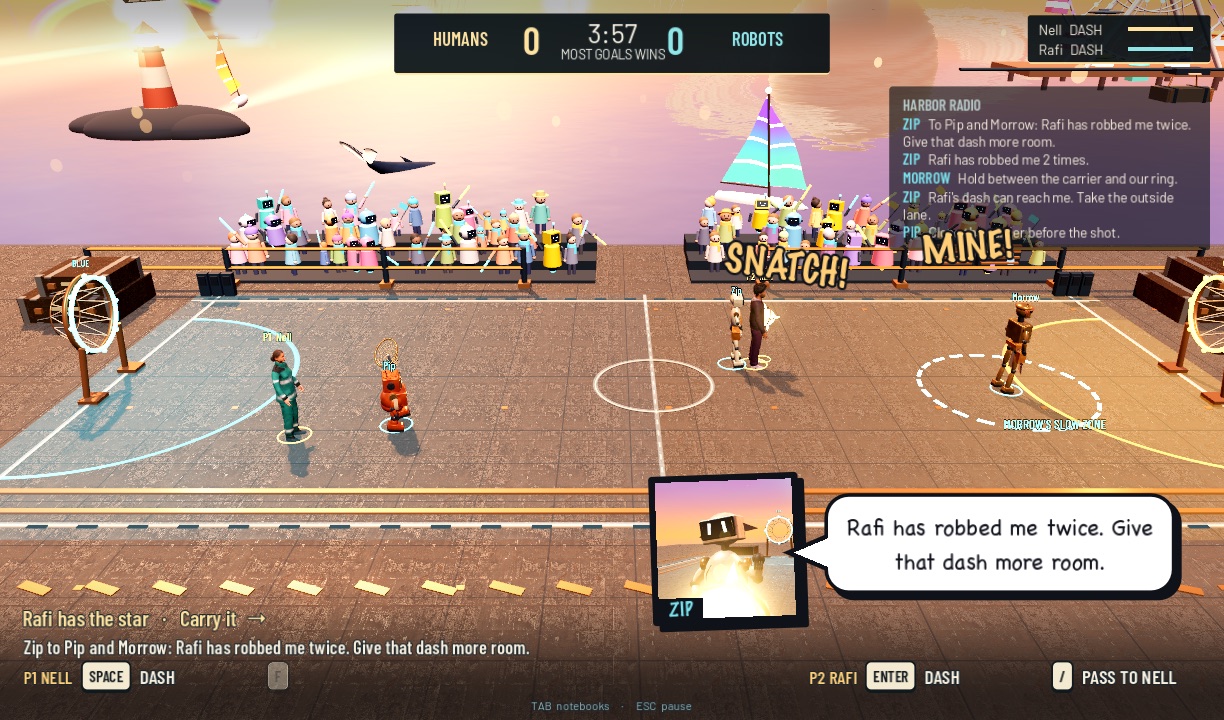 HUMANS 0 3:57 0 ROBOTS
MOST GOALS WINS
Nell DASH
Rafi DASH
HARBOR RADIO
ZIP To Pip and Morrow: Rafi has robbed me twice.
Give that dash more room.
ZIP Rafi has robbed me 2 times.
MORROW Hold between the carrier and our ring.
ZIP Rafi's dash can reach me. Take the outside
lane.
PIP before the shot.
SNATCH!
MINE!
BLUE
Zip
Morrow
P1 Nell
Pip
MORROW'S SLOW ZONE
Rafi has robbed me twice. Give
that dash more room.
ZIP
Rafi has the star · Carry it →
Zip to Pip and Morrow: Rafi has robbed me twice. Give that dash more room.
P1 NELL SPACE DASH F
P2 RAFI ENTER DASH / PASS TO NELL
TAB notebooks · ESC pause